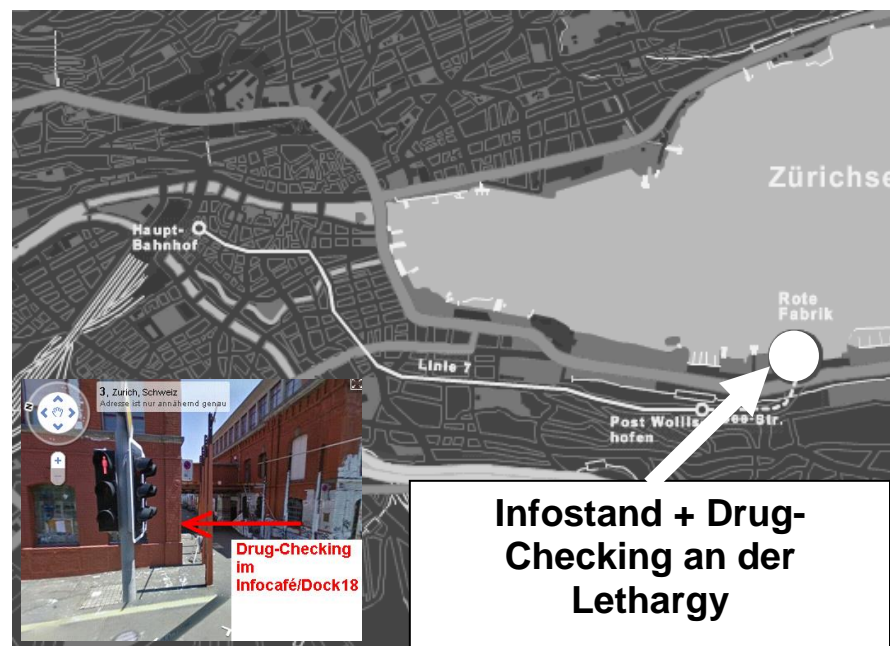 Zürichse
Haupt-
Bahnhof
Rote
Fabrik
Linie 7
Post Wollis
hofen
ee-Str.
3, Zurich, Schweiz
Adresse ist nur annähernd genau
N
Drug-Checking
im
Infocafé/Dock18
Infostand + Drug-
Checking an der
Lethargy